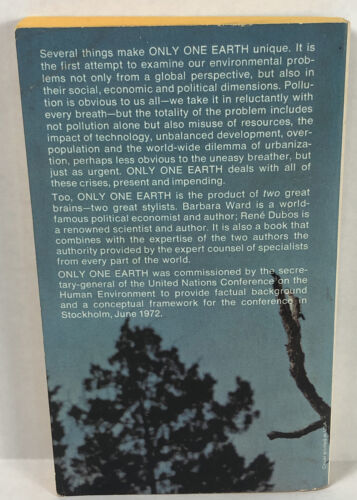 Several things make ONLY ONE EARTH unique. It is
the first attempt to examine our environmental prob-
lems not only from a global perspective, but also in
their social, economic and political dimensions. Pollu-
tion is obvious to us all—we take it in reluctantly with
every breath—but the totality of the problem includes
not pollution alone but also misuse of resources, the
impact of technology, unbalanced development, over-
population and the world-wide dilemma of urbaniza-
tion, perhaps less obvious to the uneasy breather, but
just as urgent. ONLY ONE EARTH deals with all of
these crises, present and impending.
Too, ONLY ONE EARTH is the product of two great
brains—two great stylists. Barbara Ward is a world-
famous political economist and author; René Dubos is
a renowned scientist and author. It is also a book that
combines with the expertise of the two authors the
authority provided by the expert counsel of specialists
from every part of the world.
ONLY ONE EARTH was commissioned by the secre-
tary-general of the United Nations Conference on the
Human Environment to provide factual background
and a conceptual framework for the conference in
Stockholm, June 1972.